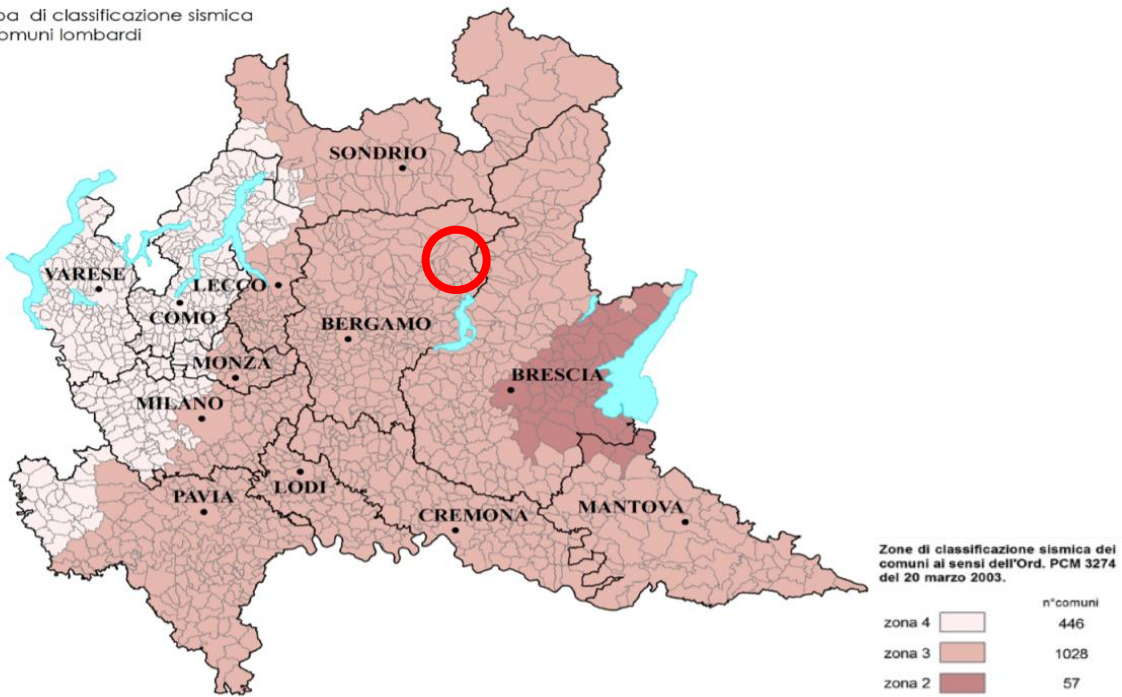 di classificazione sismica
comuni lombardi
SONDRIO
VARESE
LECCO
COMO
BERGAMO
MONZA
BRESCIA
MILANO
PAVIA
LODI
CREMONA
MANTOVA
Zone di classificazione sismica dei
comuni ai sensi dell'Ord. PCM 3274
del 20 marzo 2003.
n°comuni
zona 4 446
zona 3 1028
zona 2 57